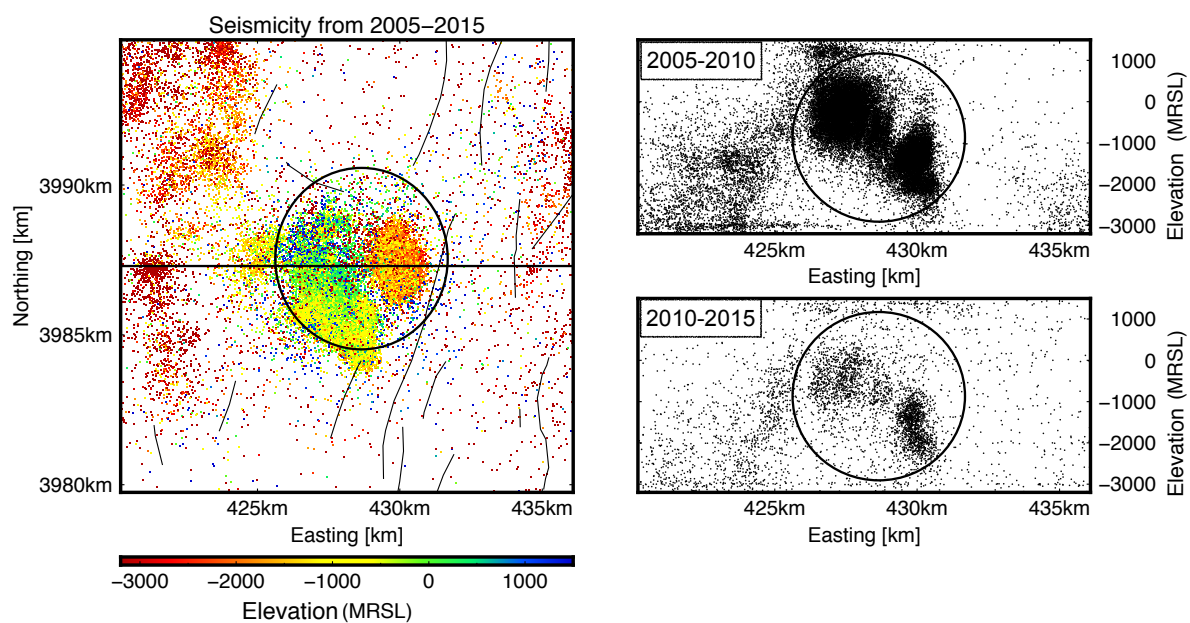 Seismicity from 2005−2015
3990km
3985km
3980km
Northing [km]
425km 430km 435km
Easting [km]
−3000 −2000 −1000 0 1000
Elevation (MRSL)
2005-2010
1000
0
−1000
−2000
−3000
Elevation (MRSL)
425km 430km 435km
Easting [km]
2010-2015
1000
0
−1000
−2000
−3000
Elevation (MRSL)
425km 430km 435km
Easting [km]